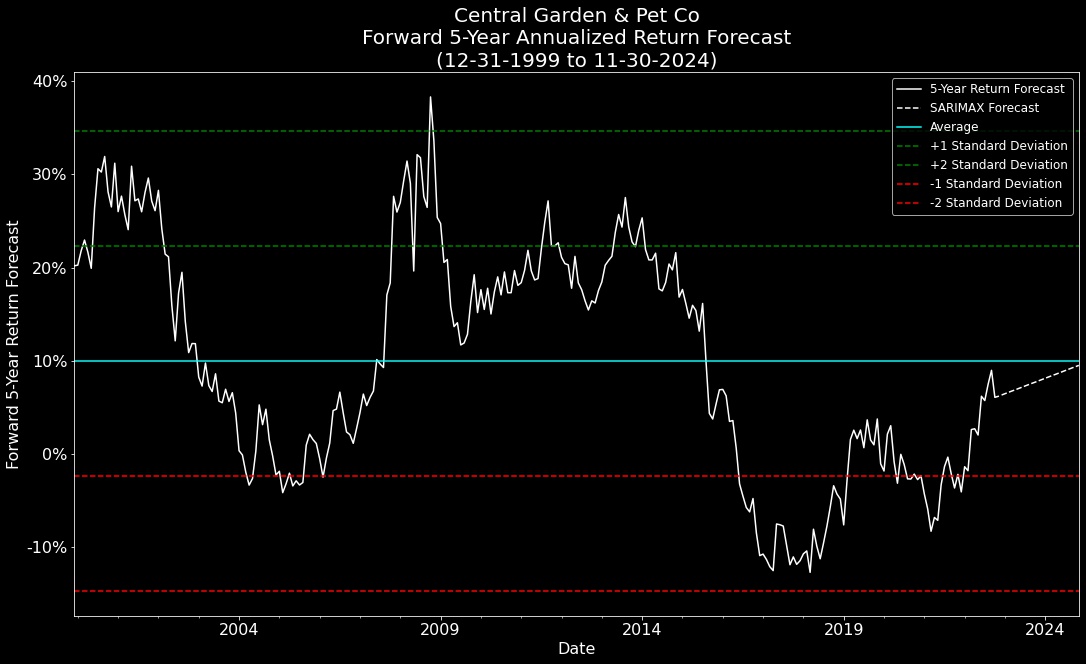 Central Garden & Pet Co
Forward 5-Year Annualized Return Forecast
(12-31-1999 to 11-30-2024)
40%
30%
20%
10%
0%
-10%
Forward 5-Year Return Forecast
5-Year Return Forecast
SARIMAX Forecast
Average
+1 Standard Deviation
+2 Standard Deviation
-1 Standard Deviation
-2 Standard Deviation
2004
2009
2014
2019
2024
Date